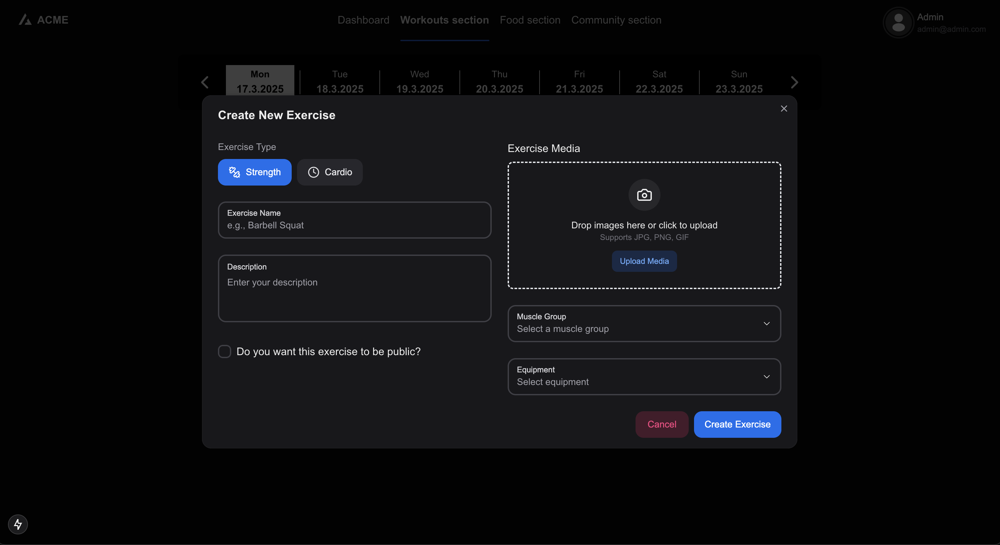 ACME
Dashboard
Workouts section
Food section
Community section
Admin
admin@admin.com
Mon
17.3.2025
Tue
18.3.2025
Wed
19.3.2025
Thu
20.3.2025
Fri
21.3.2025
Sat
22.3.2025
Sun
23.3.2025
Create New Exercise
Exercise Type
Strength
Cardio
Exercise Name
e.g., Barbell Squat
Description
Enter your description
Do you want this exercise to be public?
Exercise Media
Drop images here or click to upload
Supports JPG, PNG, GIF
Upload Media
Muscle Group
Select a muscle group
Equipment
Select equipment
Cancel
Create Exercise